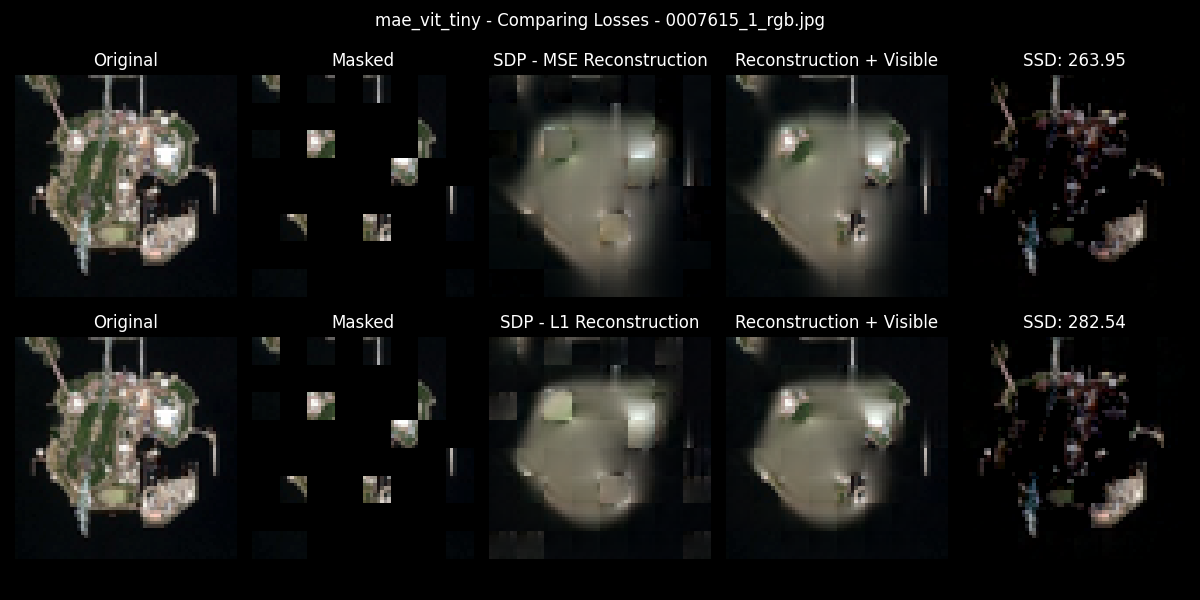 mae_vit_tiny - Comparing Losses - 0007615_1_rgb.jpg
Original
Masked
SDP - MSE Reconstruction
Reconstruction + Visible
SSD: 263.95
Original
Masked
SDP - L1 Reconstruction
Reconstruction + Visible
SSD: 282.54